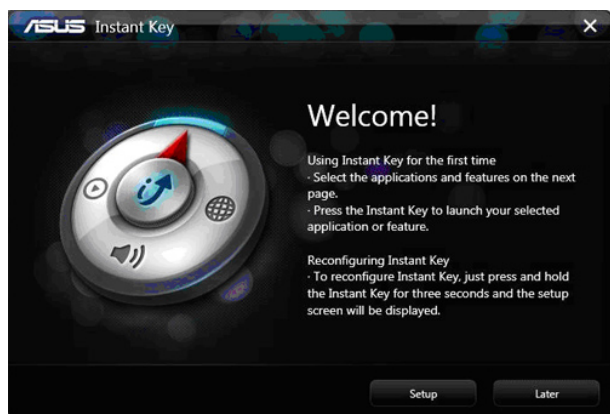 ASUS Instant Key
Welcome!
Using Instant Key for the first time
· Select the applications and features on the next
page.
· Press the Instant Key to launch your selected
application or feature.
Reconfiguring Instant Key
· To reconfigure Instant Key, just press and hold
the Instant Key for three seconds and the setup
screen will be displayed.
Setup
Later